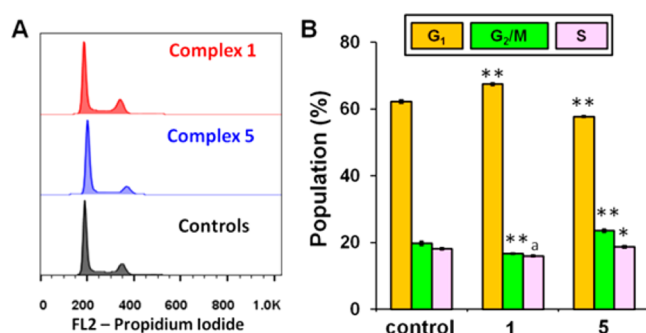 A
Complex 1
Complex 5
Controls
0 200 400 600 800 1.0K
FL2 – Propidium Iodide
B
G₁ G₂/M S
Population (%)
80
60
40
20
0
** ** ** a ** ** *
control 1 5